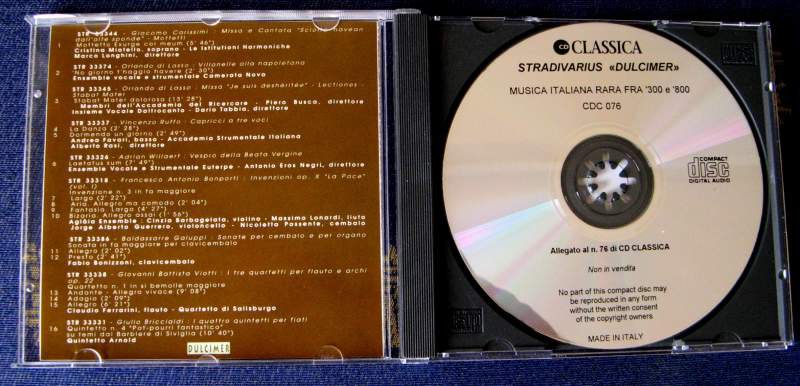 STR 33344 - Giacomo Carissimi : Missa e Cantata "Sciolto havean
dall'alte sponde" - Mottetti
1 Mottetto Exurge cor meum (5' 46")
Cristina Miatello, soprano - Le Istitutioni Harmoniche
Marco Longhini, direttore
STR 33374 - Orlando di Lasso : Villanelle alla napoletana
2 "No giorno t'haggio havere (2' 30")
Ensemble vocale e strumentale Camerata Nova
STR 33345 - Orlando di Lasso - Missa "Je suis desheritée" - Lectiones -
Stabat Mater
3 Stabat Mater dolorosa (13' 28")
Membri dell'Accademia del Ricercare - Piero Busca, direttore
Insieme Vocale Daltrocanto - Dario Tabbia, direttore
STR 33337 - Vincenzo Ruffo - Capricci a tre voci
4 La Danza (2' 28")
5 Dormendo un giorno (2' 49")
Andrea Favari, basso - Accademia Strumentale Italiana
Alberto Rasi, direttore
STR 33326 - Adrian Willaert : Vespro della Beata Vergine
6 Laetatus sum (7' 49")
Ensemble Vocale e Strumentale Euterpe - Antonio Eros Negri, direttore
STR 33318 - Francesco Antonio Bonporti : Invenzioni op. X "La Pace"
(vol. I)
Invenzione n. 3 in fa maggiore
7 Largo (2' 22")
8 Aria. Allegro ma comodo (2' 04")
9 Fantasia. Largo (4' 27")
10 Bizaria. Allegro assai (1' 56")
Aglàia Ensemble : Cinzia Barbagelata, violino - Massimo Lonardi, liuto
Jorge Alberto Guerrero, violoncello - Nicoletta Passente, cembalo
STR 33386 - Baldassarre Galuppi : Sonate per cembalo e per organo
Sonata in fa maggiore per clavicembalo
11 Allegro (2' 02")
12 Presto (2' 41")
Fabio Bonizzoni, clavicembalo
STR 33338 - Giovanni Battista Viotti : I tre quartetti per flauto e archi
op. 22
Quartetto n. 1 in si bemolle maggiore
13 Andante - Allegro vivace (9' 08")
14 Adagio (2' 09")
15 Allegro (6' 21")
Claudio Ferrarini, flauto - Quartetto di Salisburgo
STR 33331 - Giulio Briccialdi : I quattro quintetti per fiati
16 Quintetto n. 4 "Pot-pourri fantastico"
su temi dal Barbiere di Siviglia (10' 40")
Quintetto Arnold
DULCIMER
CD CLASSICA
STRADIVARIUS «DULCIMER»
MUSICA ITALIANA RARA FRA '300 e '800
CDC 076
COMPACT
disc
DIGITAL AUDIO
Allegato al n. 76 di CD CLASSICA
Non in vendita
No part of this compact disc may
be reproduced in any form
without the written consent
of the copyright owners
MADE IN ITALY